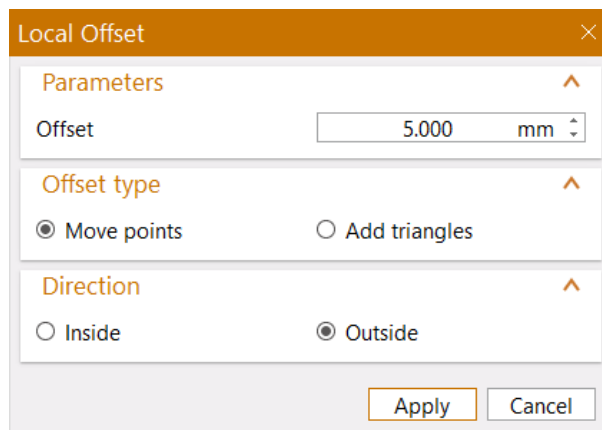 Local Offset
Parameters
Offset 5.000 mm
Offset type
Move points Add triangles
Direction
Inside Outside
Apply Cancel